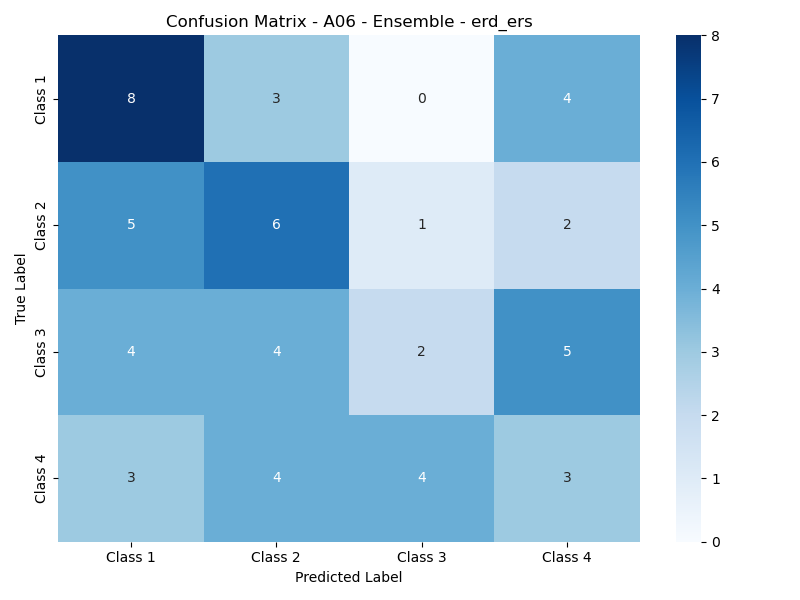 Confusion Matrix - A06 - Ensemble - erd_ers
True Label
Class 1
8 3 0 4
Class 2
5 6 1 2
Class 3
4 4 2 5
Class 4
3 4 4 3
Class 1 Class 2 Class 3 Class 4
Predicted Label
8
7
6
5
4
3
2
1
0